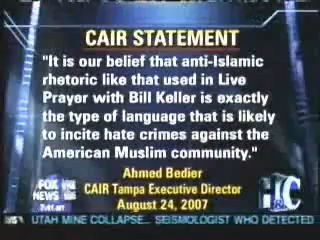 CAIR STATEMENT
"It is our belief that anti-Islamic
rhetoric like that used in Live
Prayer with Bill Keller is exactly
the type of language that is likely
to incite hate crimes against the
American Muslim community."
Ahmed Bedier
CAIR Tampa Executive Director
August 24, 2007
FOX
NEWS
H&C
UTAH MINE COLLAPSE.. SEISMOLOGIST WHO DETECTED